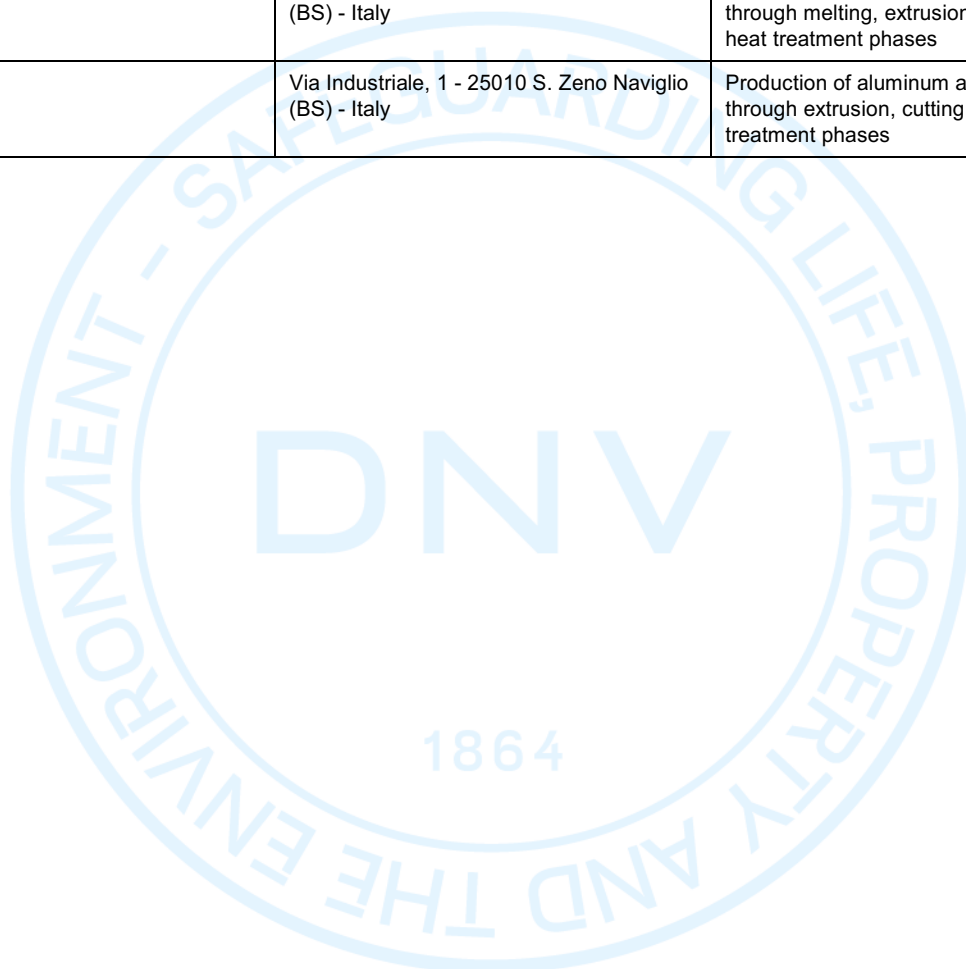 (BS) - Italy
through melting, extrusion
heat treatment phases
Via Industriale, 1 - 25010 S. Zeno Naviglio
(BS) - Italy
Production of aluminum a
through extrusion, cutting
treatment phases
SAFEGUARDING LIFE, PROPERTY AND THE ENVIRONMENT -
DNV
1864